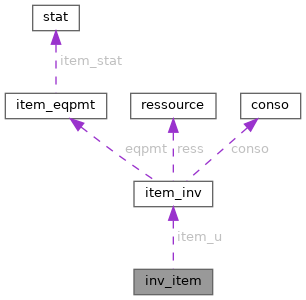 stat
item_stat
item_eqpmt
ressource
conso
eqpmt
ress
conso
item_inv
item_u
inv_item